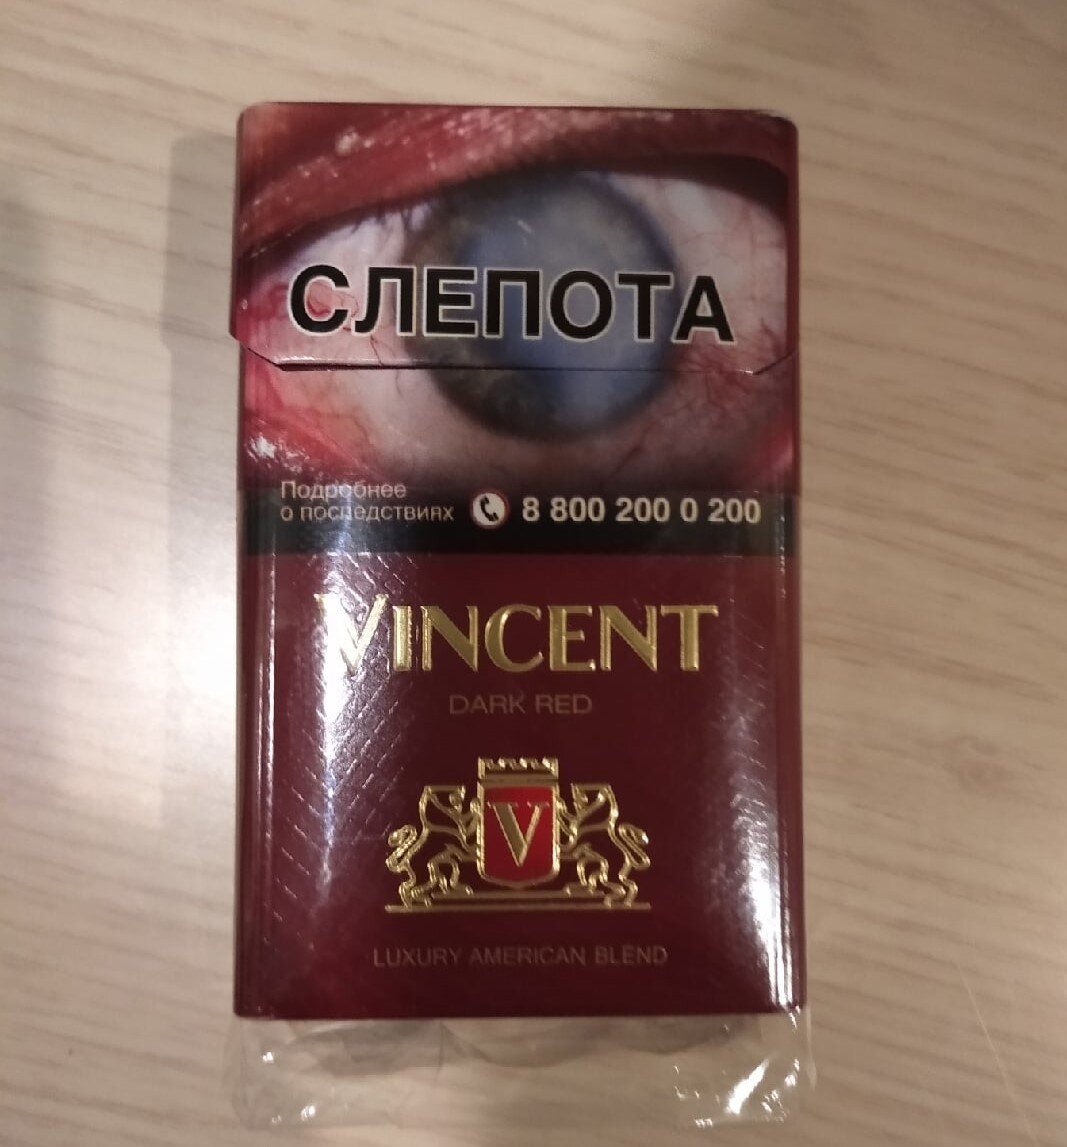 СЛЕПОТА
Подробнее
о последствиях 8 800 200 0 200
VINCENT
DARK RED
V
LUXURY AMERICAN BLEND